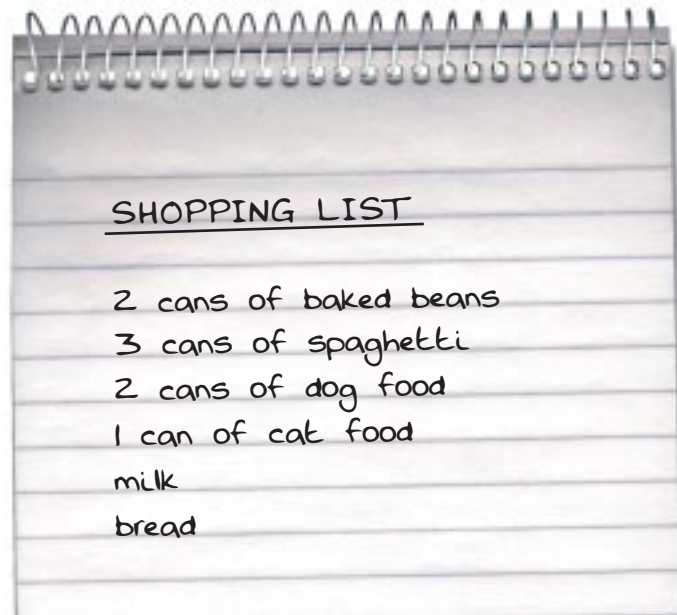 SHOPPING LIST
2 cans of baked beans
3 cans of spaghetti
2 cans of dog food
1 can of cat food
milk
bread